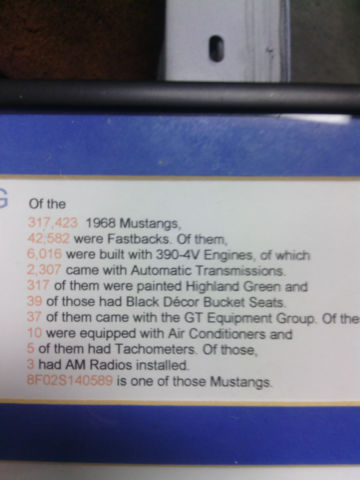 G
Of the
317,423 1968 Mustangs,
42,582 were Fastbacks. Of them,
6,016 were built with 390-4V Engines, of which
2,307 came with Automatic Transmissions.
317 of them were painted Highland Green and
39 of those had Black Décor Bucket Seats.
37 of them came with the GT Equipment Group. Of the
10 were equipped with Air Conditioners and
5 of them had Tachometers. Of those,
3 had AM Radios installed.
8F02S140589 is one of those Mustangs.